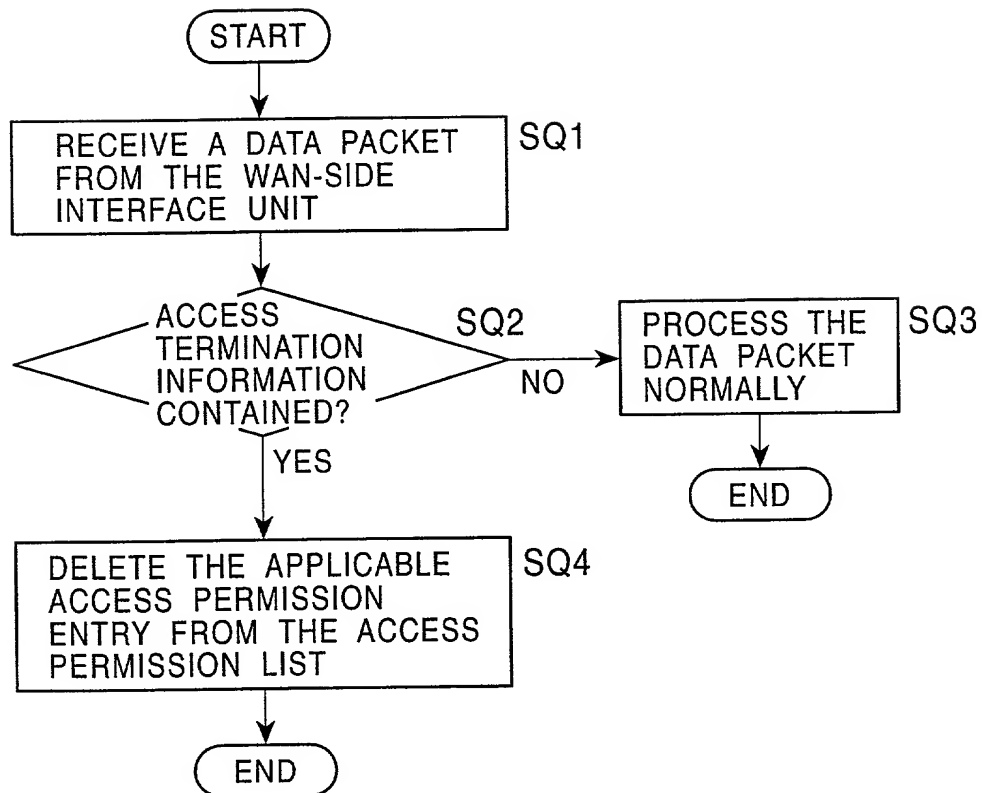 START
RECEIVE A DATA PACKET
FROM THE WAN-SIDE
INTERFACE UNIT
SQ1
ACCESS
TERMINATION
INFORMATION
CONTAINED?
SQ2
NO
PROCESS THE
DATA PACKET
NORMALLY
SQ3
END
YES
DELETE THE APPLICABLE
ACCESS PERMISSION
ENTRY FROM THE ACCESS
PERMISSION LIST
SQ4
END